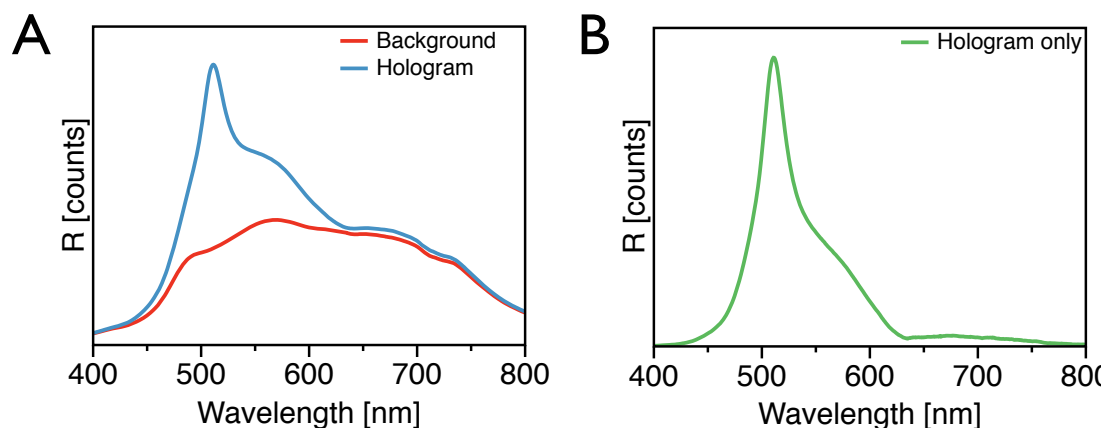 A
Background
Hologram
R [counts]
400 500 600 700 800
Wavelength [nm]
B
Hologram only
R [counts]
400 500 600 700 800
Wavelength [nm]